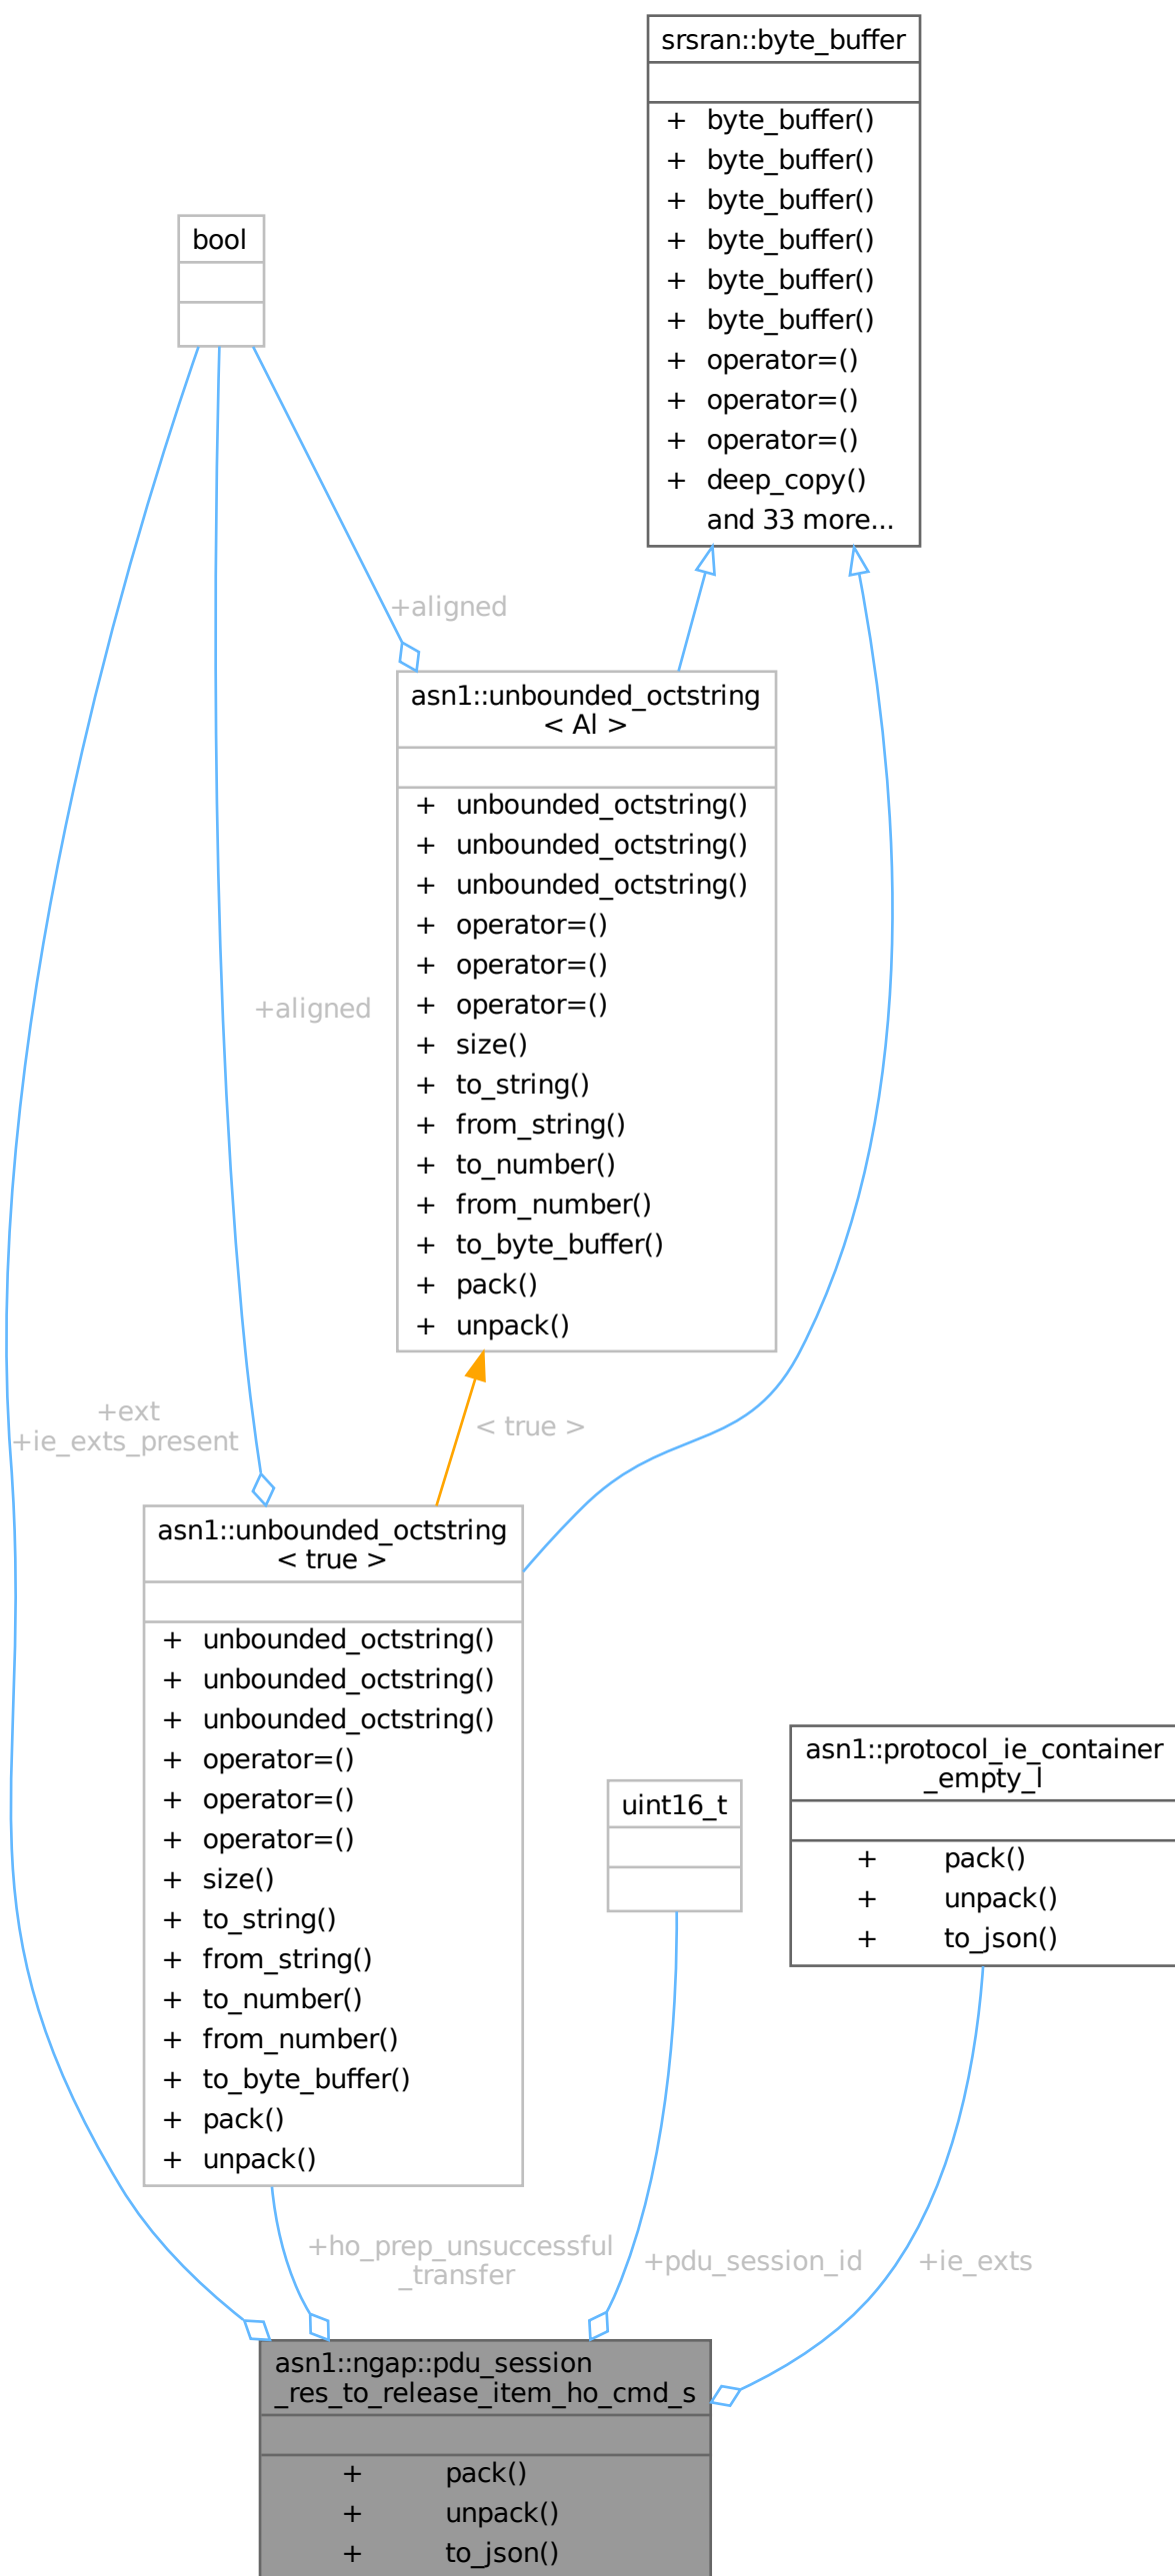 srsran::byte_buffer
+ byte_buffer()
+ byte_buffer()
+ byte_buffer()
+ byte_buffer()
+ byte_buffer()
+ byte_buffer()
+ operator=()
+ operator=()
+ operator=()
+ deep_copy()
and 33 more...
bool
+aligned
asn1::unbounded_octstring
< Al >
+ unbounded_octstring()
+ unbounded_octstring()
+ unbounded_octstring()
+ operator=()
+ operator=()
+ operator=()
+ size()
+ to_string()
+ from_string()
+ to_number()
+ from_number()
+ to_byte_buffer()
+ pack()
+ unpack()
+aligned
+ext
+ie_exts_present
< true >
asn1::unbounded_octstring
< true >
+ unbounded_octstring()
+ unbounded_octstring()
+ unbounded_octstring()
+ operator=()
+ operator=()
+ operator=()
+ size()
+ to_string()
+ from_string()
+ to_number()
+ from_number()
+ to_byte_buffer()
+ pack()
+ unpack()
uint16_t
asn1::protocol_ie_container
_empty_l
+ pack()
+ unpack()
+ to_json()
+ho_prep_unsuccessful
_transfer
+pdu_session_id
+ie_exts
asn1::ngap::pdu_session
_res_to_release_item_ho_cmd_s
+ pack()
+ unpack()
+ to_json()